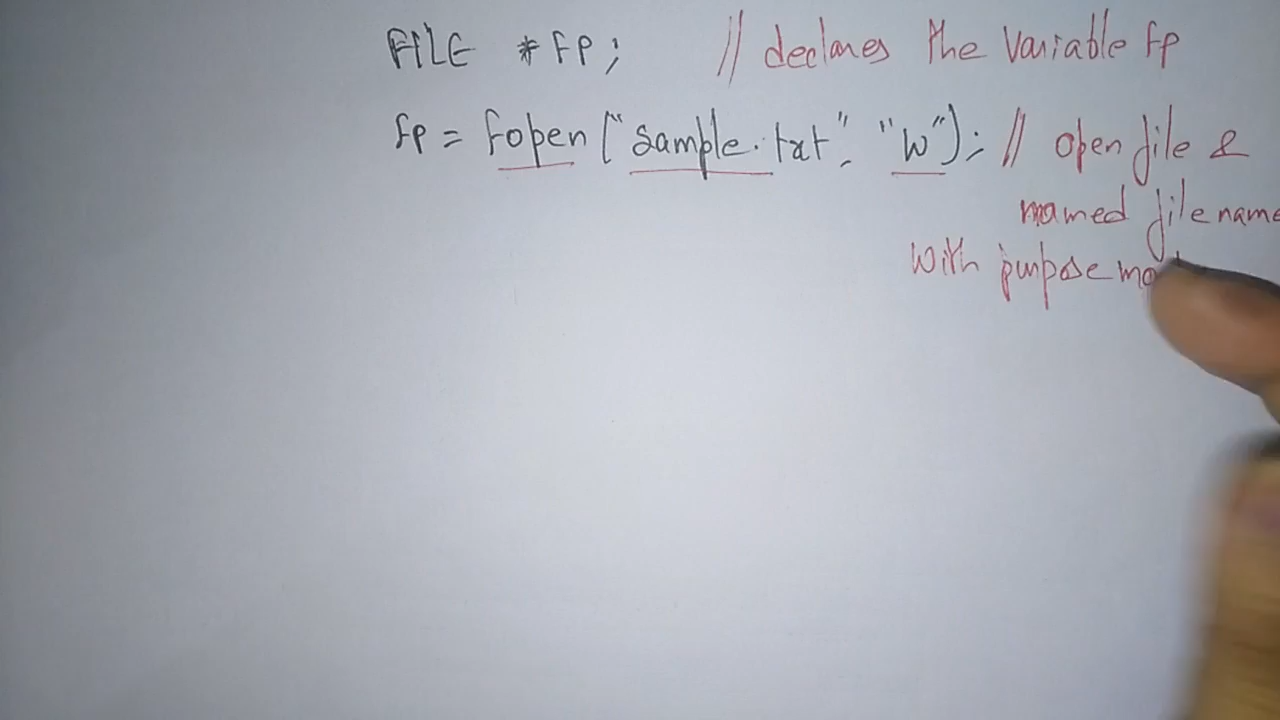 FILE *FP; // declares the variable fp
fp = fopen("sample.txt", "w"); // open file &
named filename
with purpose